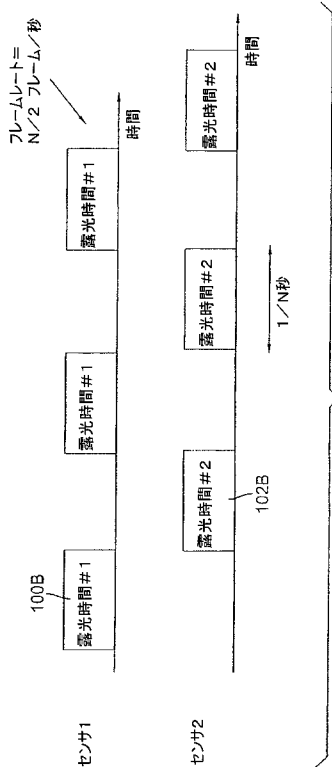 フレームレート＝
N／2 フレーム／秒
センサ1
100B
露光時間#1
露光時間#1
露光時間#1
時間
センサ2
露光時間#2
露光時間#2
露光時間#2
時間
102B
1／N秒